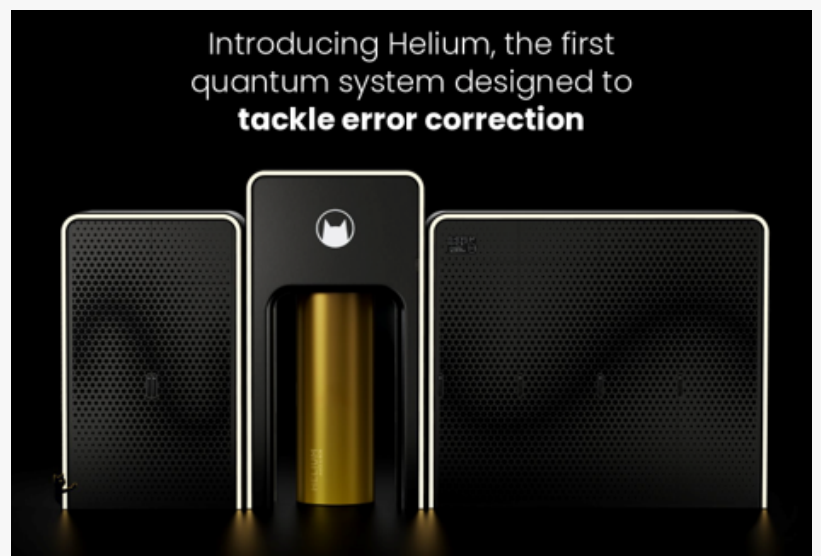 Introducing Helium, the first
quantum system designed to
tackle error correction